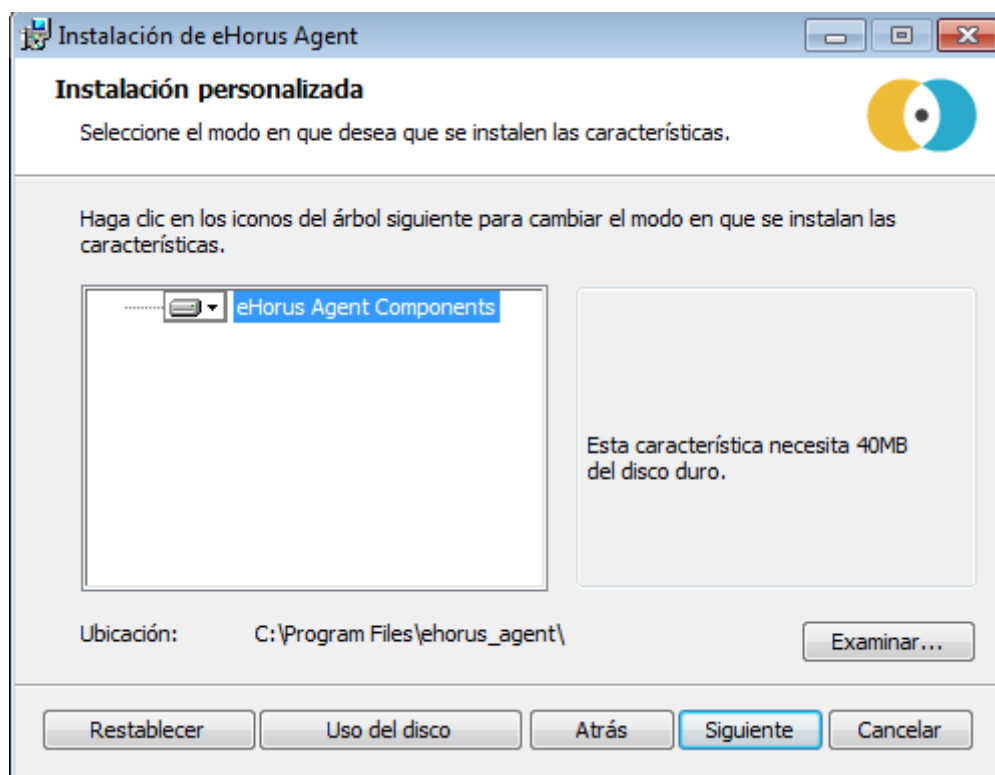 Instalación de eHorus Agent
Instalación personalizada
Seleccione el modo en que desea que se instalen las características.
Haga clic en los iconos del árbol siguiente para cambiar el modo en que se instalan las
características.
eHorus Agent Components
Esta característica necesita 40MB
del disco duro.
Ubicación: C:\Program Files\ehorus_agent\
Examinar...
Restablecer Uso del disco Atrás Siguiente Cancelar